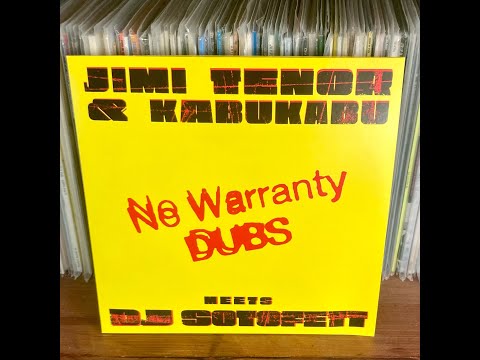 JIMI TENOR
& KABUKABU
No Warranty
DUBS
MEETS
DJ SOTOFETT